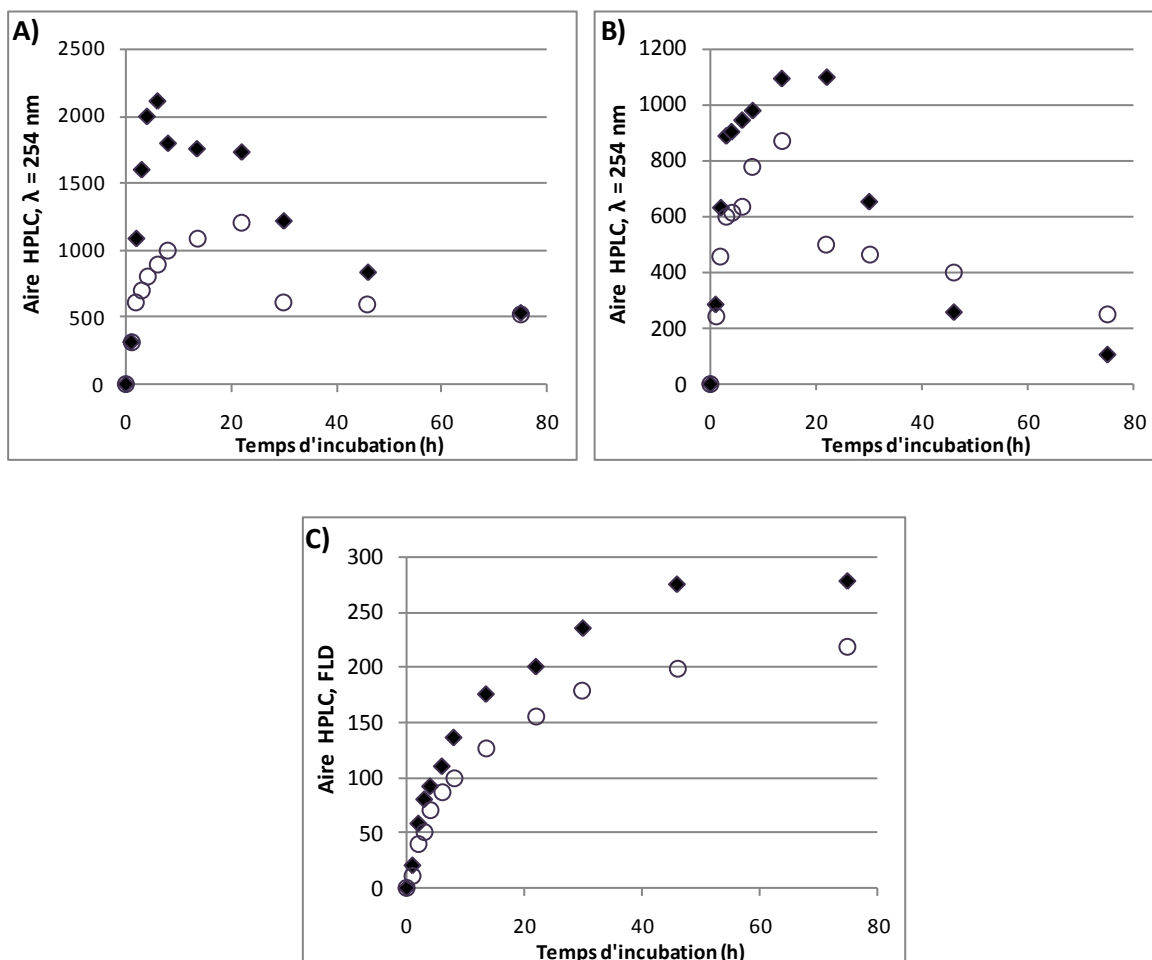 A)
Aire HPLC, λ = 254 nm
2500
2000
1500
1000
500
0
0 20 40 60 80
Temps d'incubation (h)
B)
Aire HPLC, λ = 254 nm
1200
1000
800
600
400
200
0
0 20 40 60 80
Temps d'incubation (h)
C)
Aire HPLC, FLD
300
250
200
150
100
50
0
0 20 40 60 80
Temps d'incubation (h)